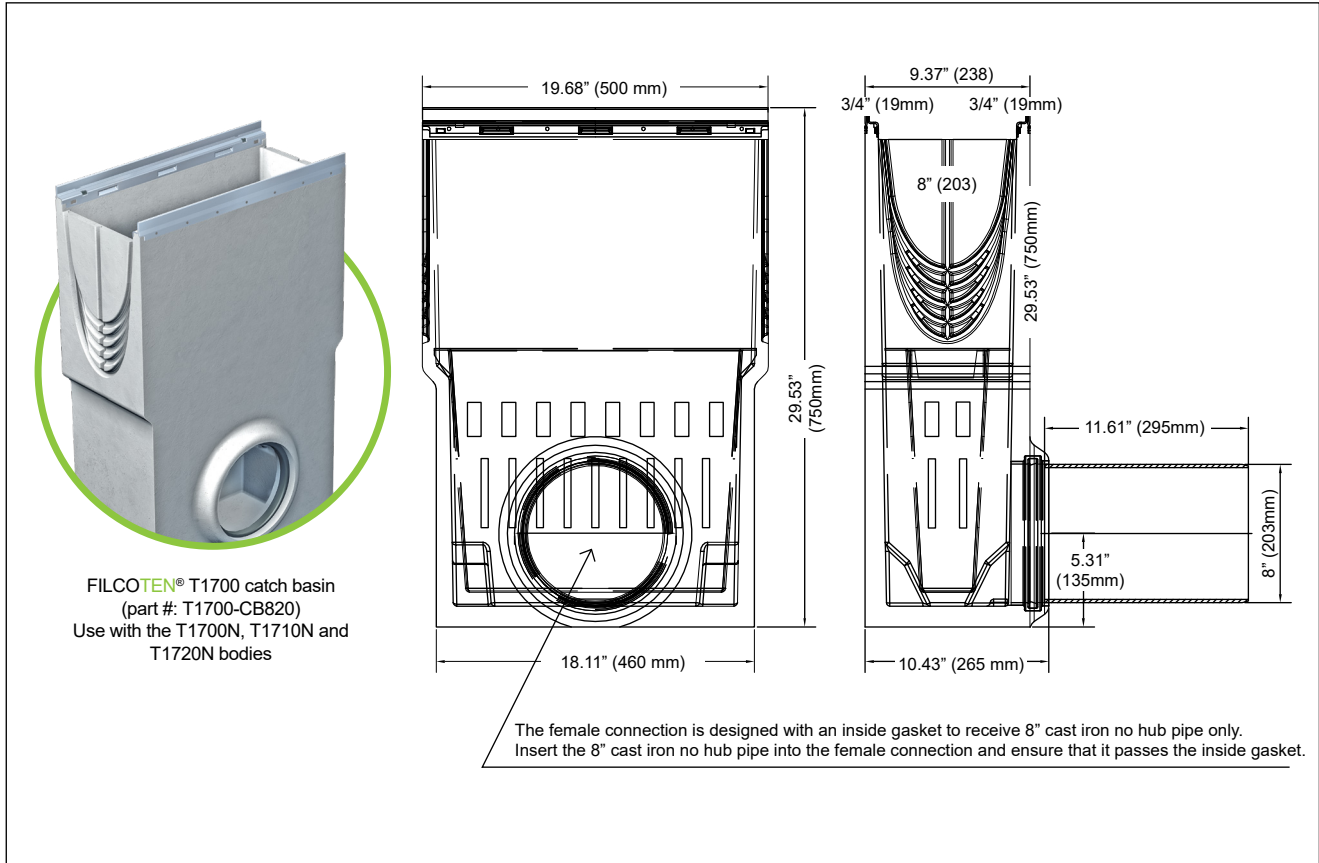 19.68” (500 mm)
29.53”
(750mm)
18.11” (460 mm)
9.37” (238)
3/4” (19mm)
3/4” (19mm)
8” (203)
29.53” (750mm)
11.61” (295mm)
8” (203mm)
5.31”
(135mm)
10.43” (265 mm)
FILCOTEN® T1700 catch basin
(part #: T1700-CB820)
Use with the T1700N, T1710N and
T1720N bodies
The female connection is designed with an inside gasket to receive 8” cast iron no hub pipe only.
Insert the 8” cast iron no hub pipe into the female connection and ensure that it passes the inside gasket.